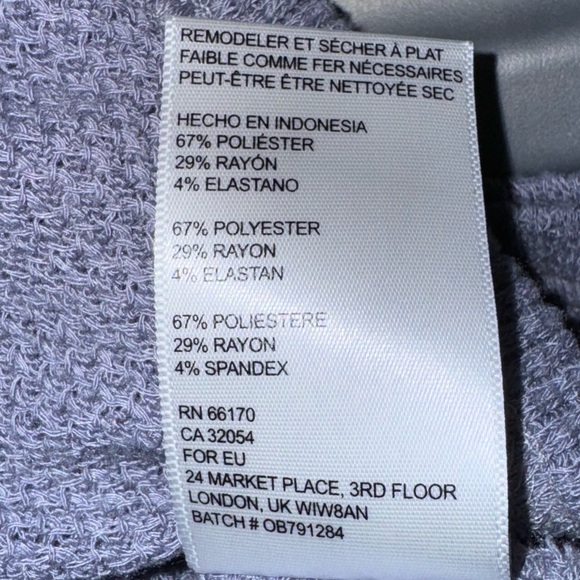 REMODELER ET SÉCHER À PLAT
FAIBLE COMME FER NÉCESSAIRES
PEUT-ÊTRE ÊTRE NETTOYÉE SEC
HECHO EN INDONESIA
67% POLIÉSTER
29% RAYÓN
4% ELASTANO
67% POLYESTER
29% RAYON
4% ELASTAN
67% POLIESTERE
29% RAYON
4% SPANDEX
RN 66170
CA 32054
FOR EU
24 MARKET PLACE, 3RD FLOOR
LONDON, UK WIW8AN
BATCH # OB791284